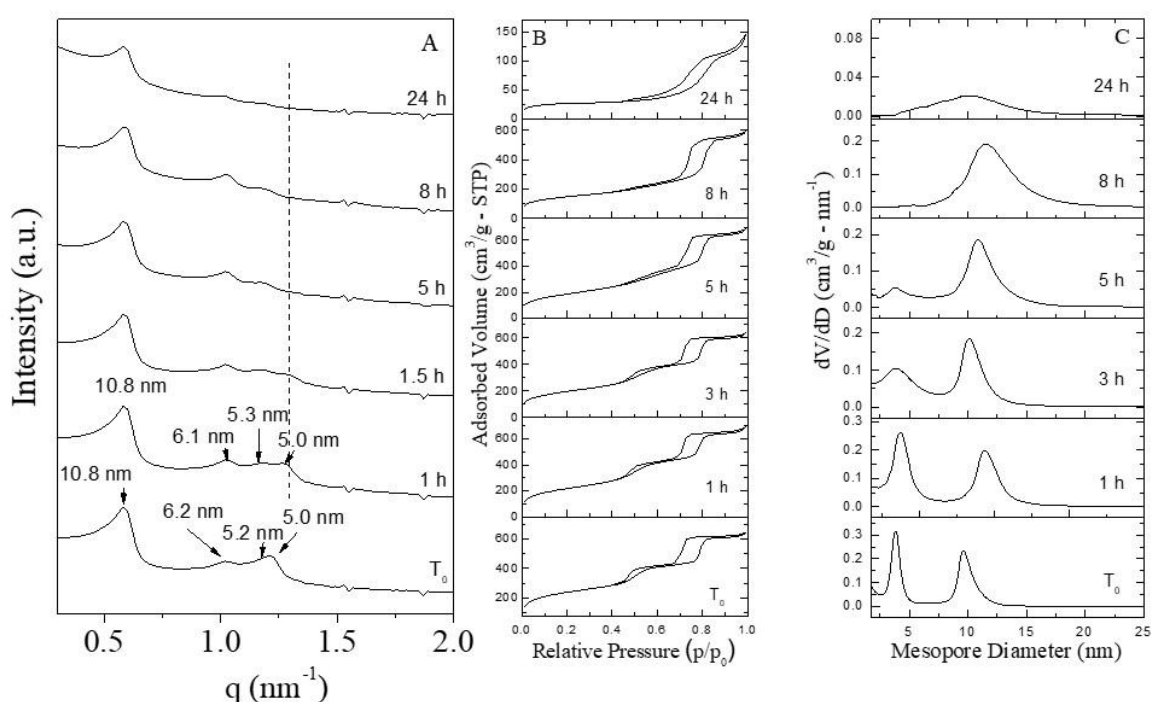 A
24 h
8 h
5 h
1.5 h
10.8 nm
6.1 nm
5.3 nm
5.0 nm
1 h
10.8 nm
6.2 nm
5.2 nm
5.0 nm
T0
0.5 1.0 1.5 2.0
q (nm-1)
Intensity (a.u.)
B
150
100
50
0
24 h
600
400
200
0
8 h
600
400
200
0
5 h
600
400
200
0
3 h
600
400
200
0
1 h
600
400
200
T0
0.0 0.2 0.4 0.6 0.8 1.0
Relative Pressure (p/p0)
Adsorbed Volume (cm3/g - STP)
C
0.08
0.04
0.00
24 h
0.2
0.1
0.0
8 h
0.2
0.1
0.0
5 h
0.2
0.1
0.0
3 h
0.3
0.2
0.1
0.0
1 h
0.3
0.2
0.1
0.0
T0
5 10 15 20 25
Mesopore Diameter (nm)
dV/dD (cm3/g - nm-1)